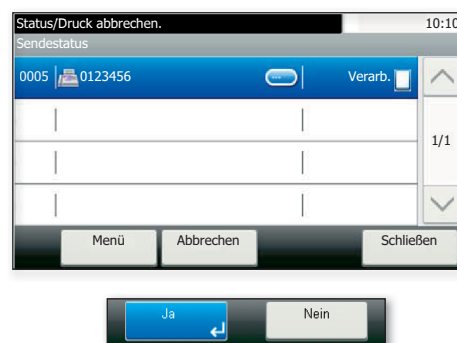 Status/Druck abbrechen. 10:10
Sendestatus
0005 0123456 Verarb.
1/1
Menü Abbrechen Schließen
Ja Nein